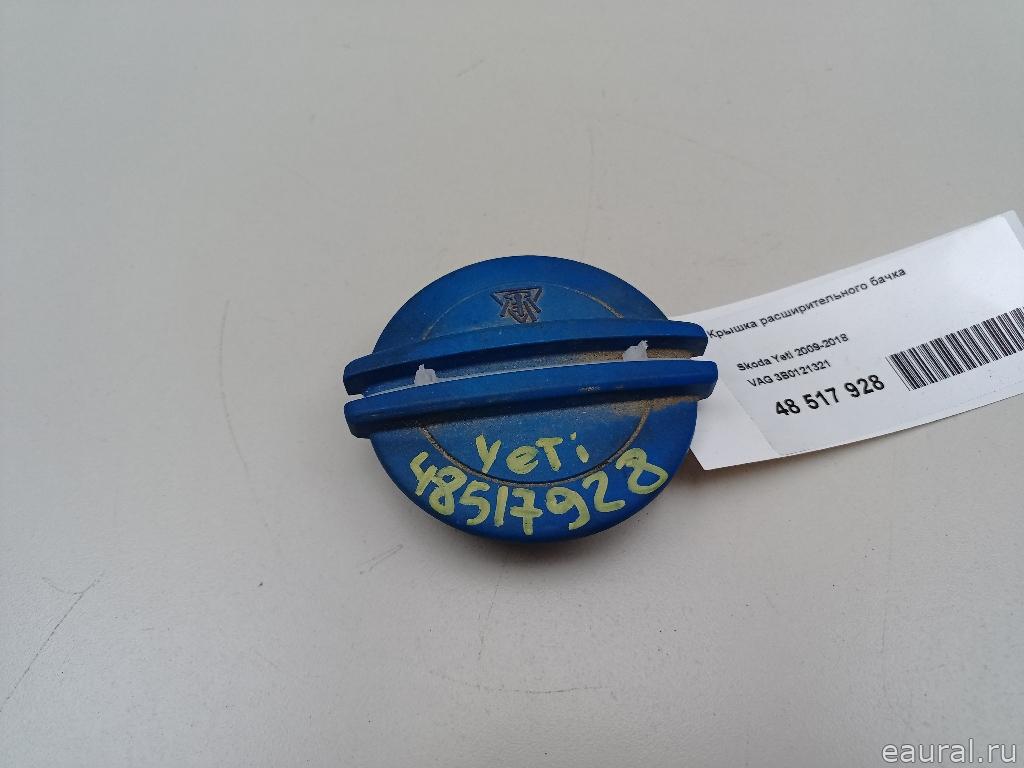 Крышка расширительного бачка
Skoda Yeti 2009-2018
VAG 3B0121321
48 517 928
Yeti
48517928
eaural.ru